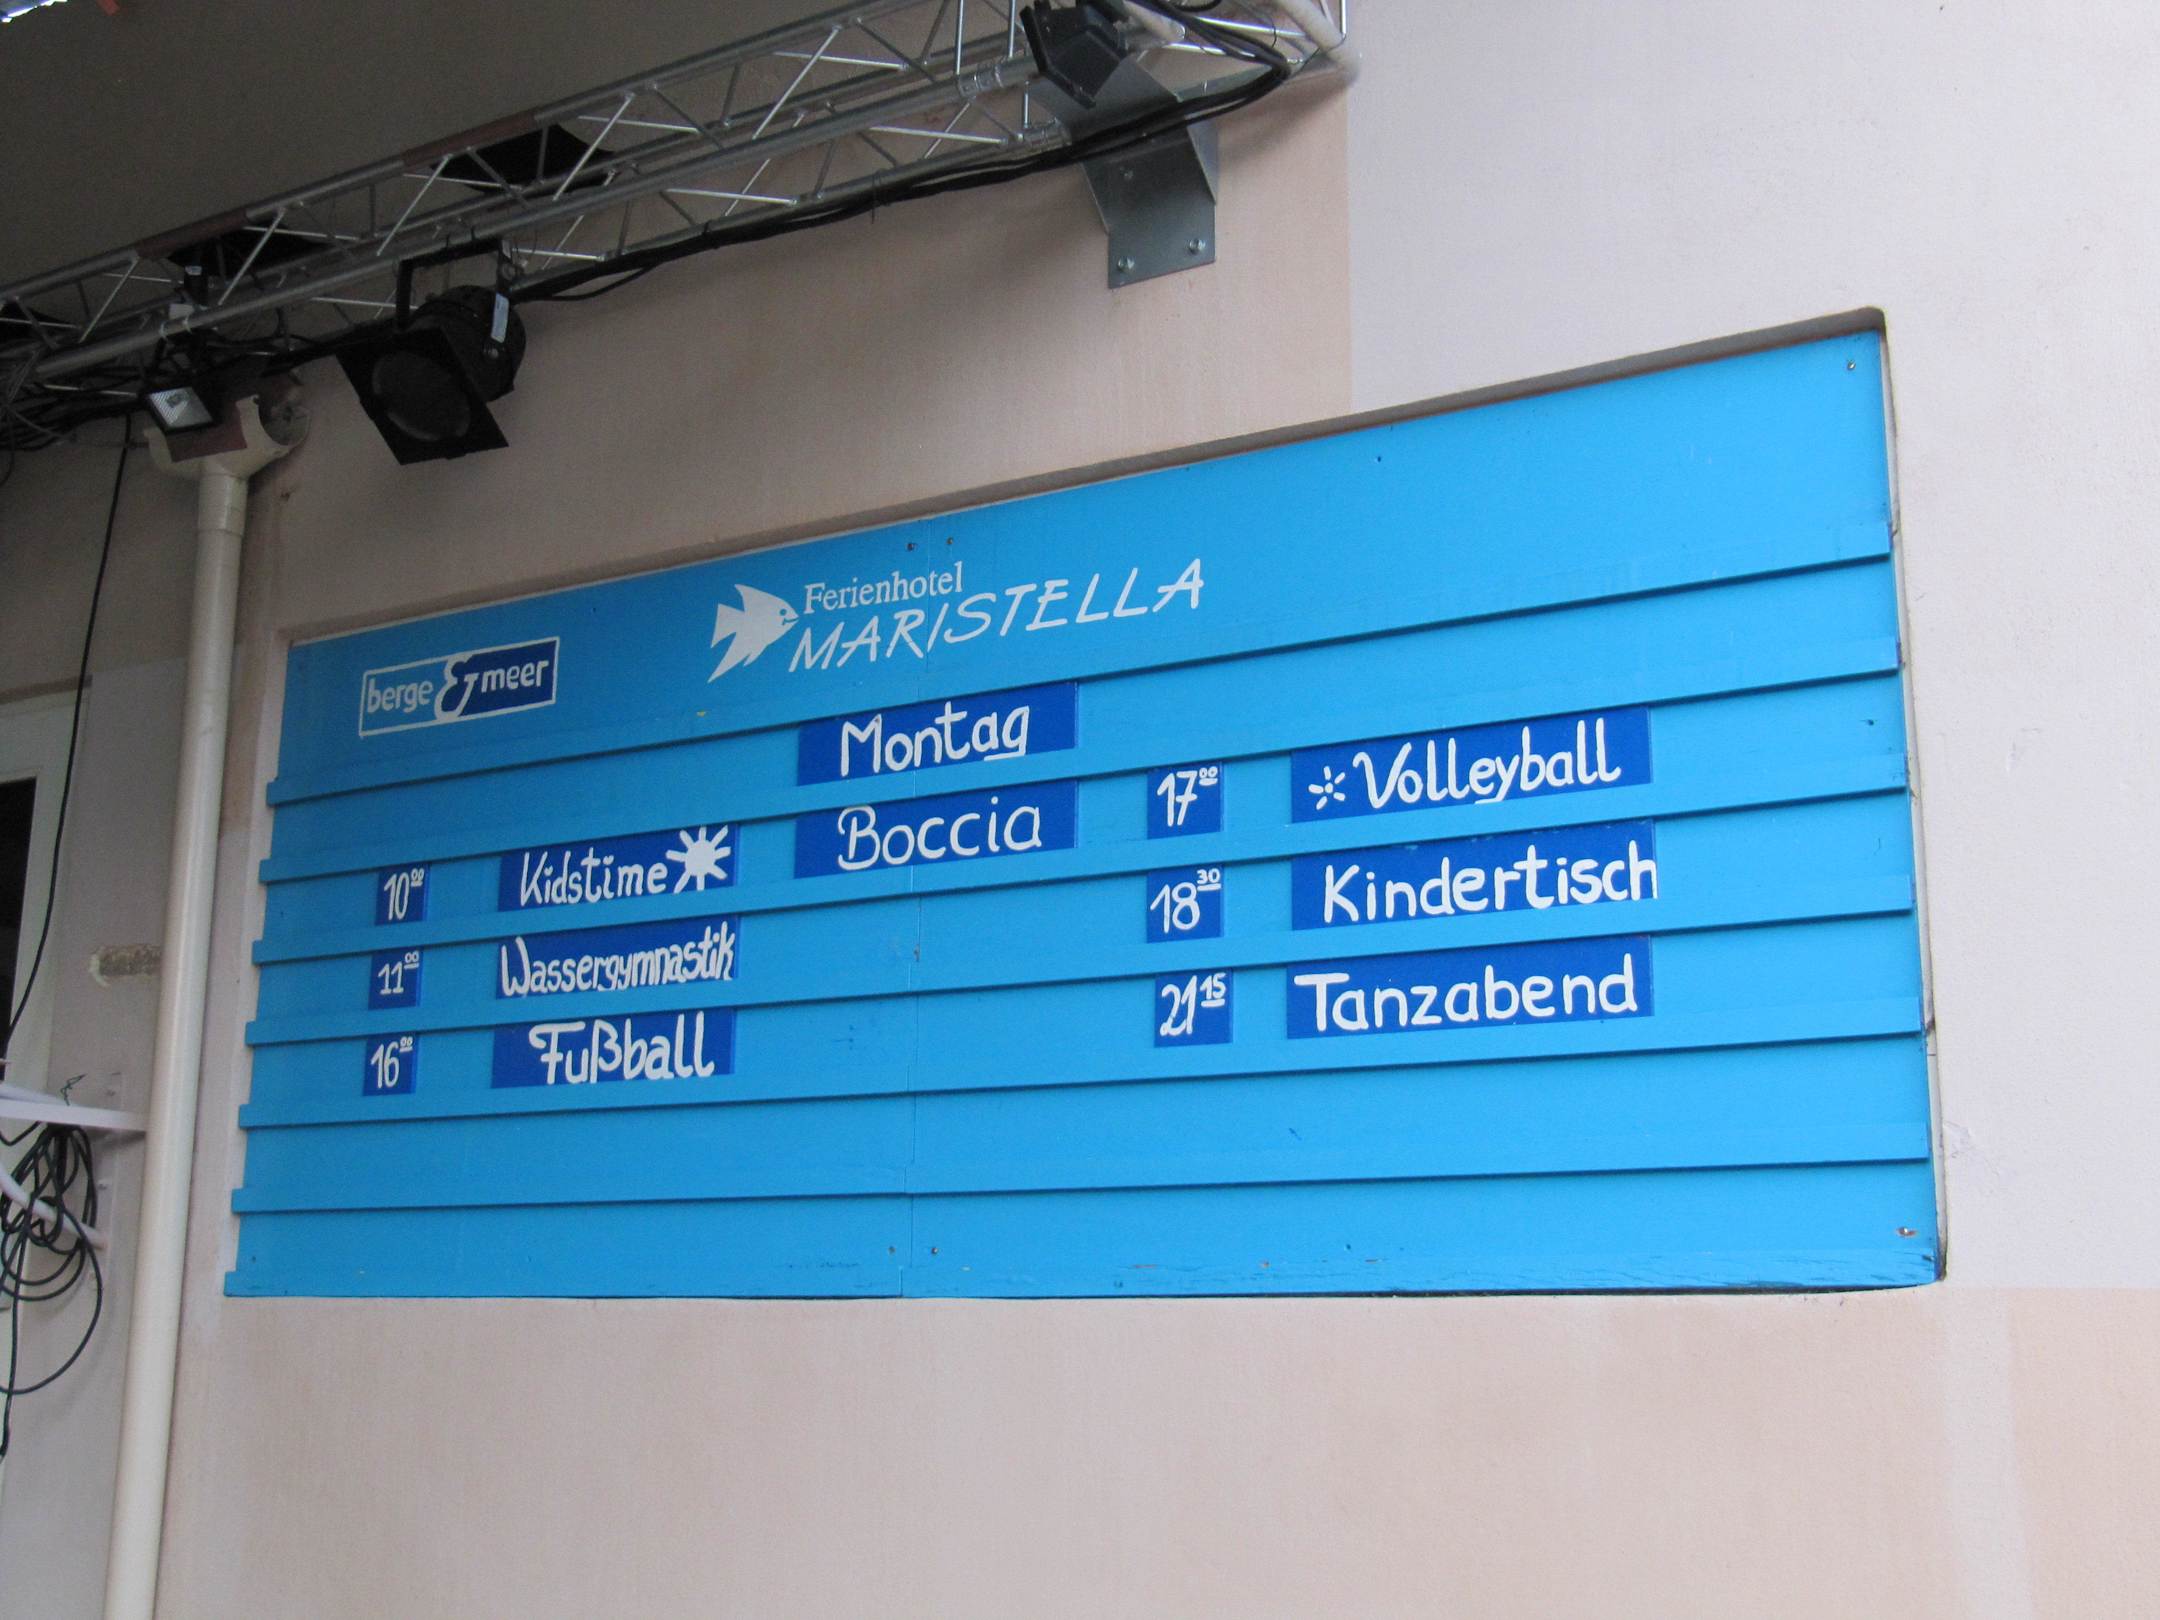 berge & meer
Ferienhotel
MARISTELLA
Montag
Boccia
10⁰⁰ Kidstime
11⁰⁰ Wassergymnastik
16⁰⁰ Fußball
17⁰⁰ Volleyball
18³⁰ Kindertisch
21¹⁵ Tanzabend